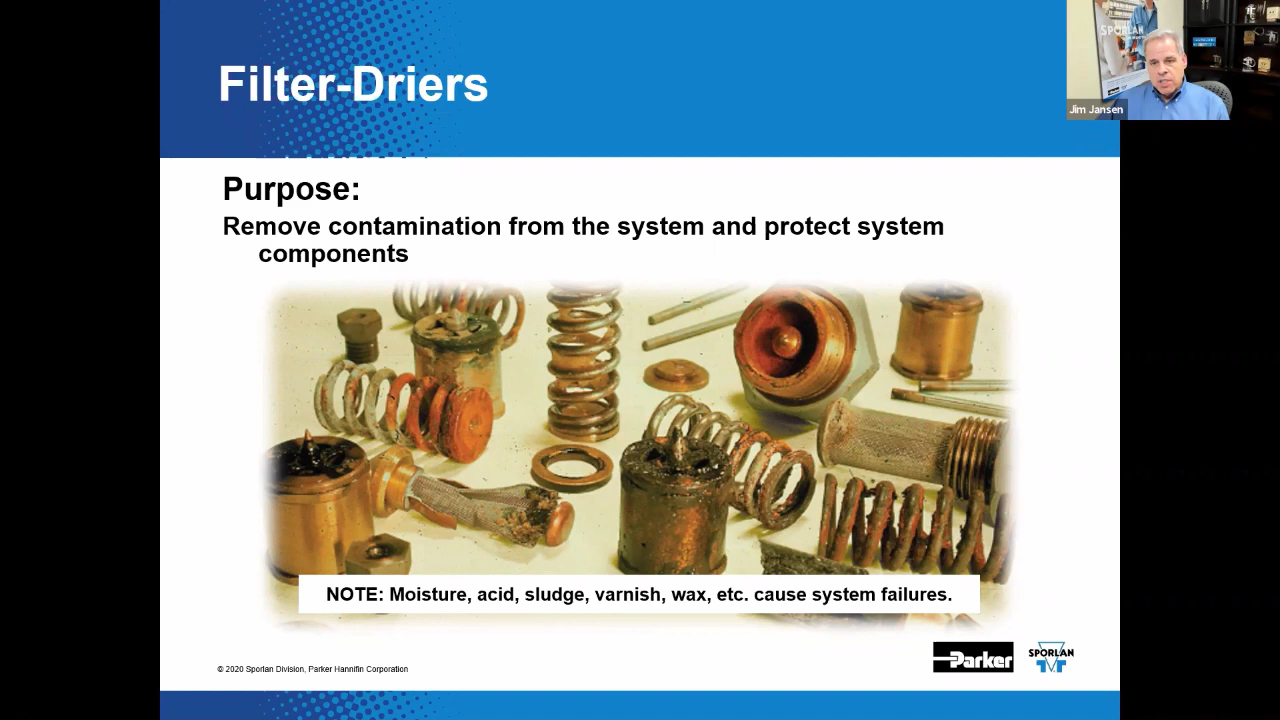 Filter-Driers
SPORLAN
Jim Jansen
Purpose:
Remove contamination from the system and protect system
components
NOTE: Moisture, acid, sludge, varnish, wax, etc. cause system failures.
© 2020 Sporlan Division, Parker Hannifin Corporation
Parker
SPORLAN